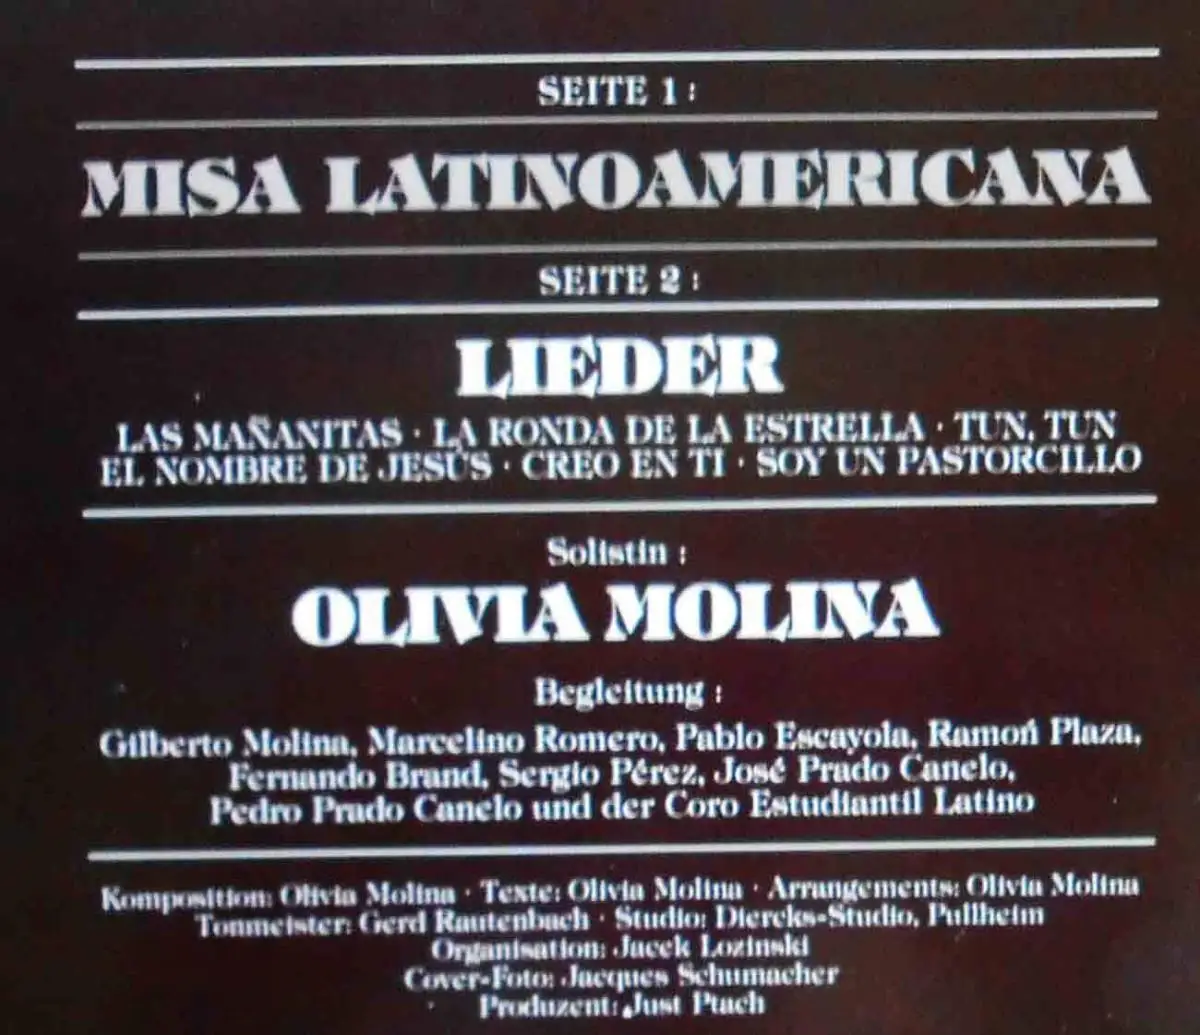 SEITE 1:
MISA LATINOAMERICANA
SEITE 2:
LIEDER
LAS MAÑANITAS · LA RONDA DE LA ESTRELLA · TUN, TUN
EL NOMBRE DE JESÚS · CREO EN TI · SOY UN PASTORCILLO
Solistin:
OLIVIA MOLINA
Begleitung:
Gilberto Molina, Marcelino Romero, Pablo Escayola, Ramoń Plaza,
Fernando Brand, Sergio Pérez, José Prado Canelo,
Pedro Prado Canelo und der Coro Estudiantil Latino
Komposition: Olivia Molina · Texte: Olivia Molina · Arrangements: Olivia Molina
Tonmeister: Gerd Rautenbach · Studio: Diercks-Studio, Pullheim
Organisation: Jacek Lozinski
Cover-Foto: Jacques Schumacher
Produzent: Just Ptach